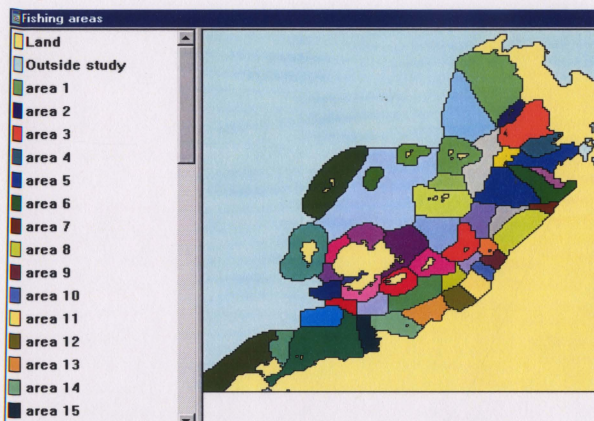 Fishing areas
Land
Outside study
area 1
area 2
area 3
area 4
area 5
area 6
area 7
area 8
area 9
area 10
area 11
area 12
area 13
area 14
area 15